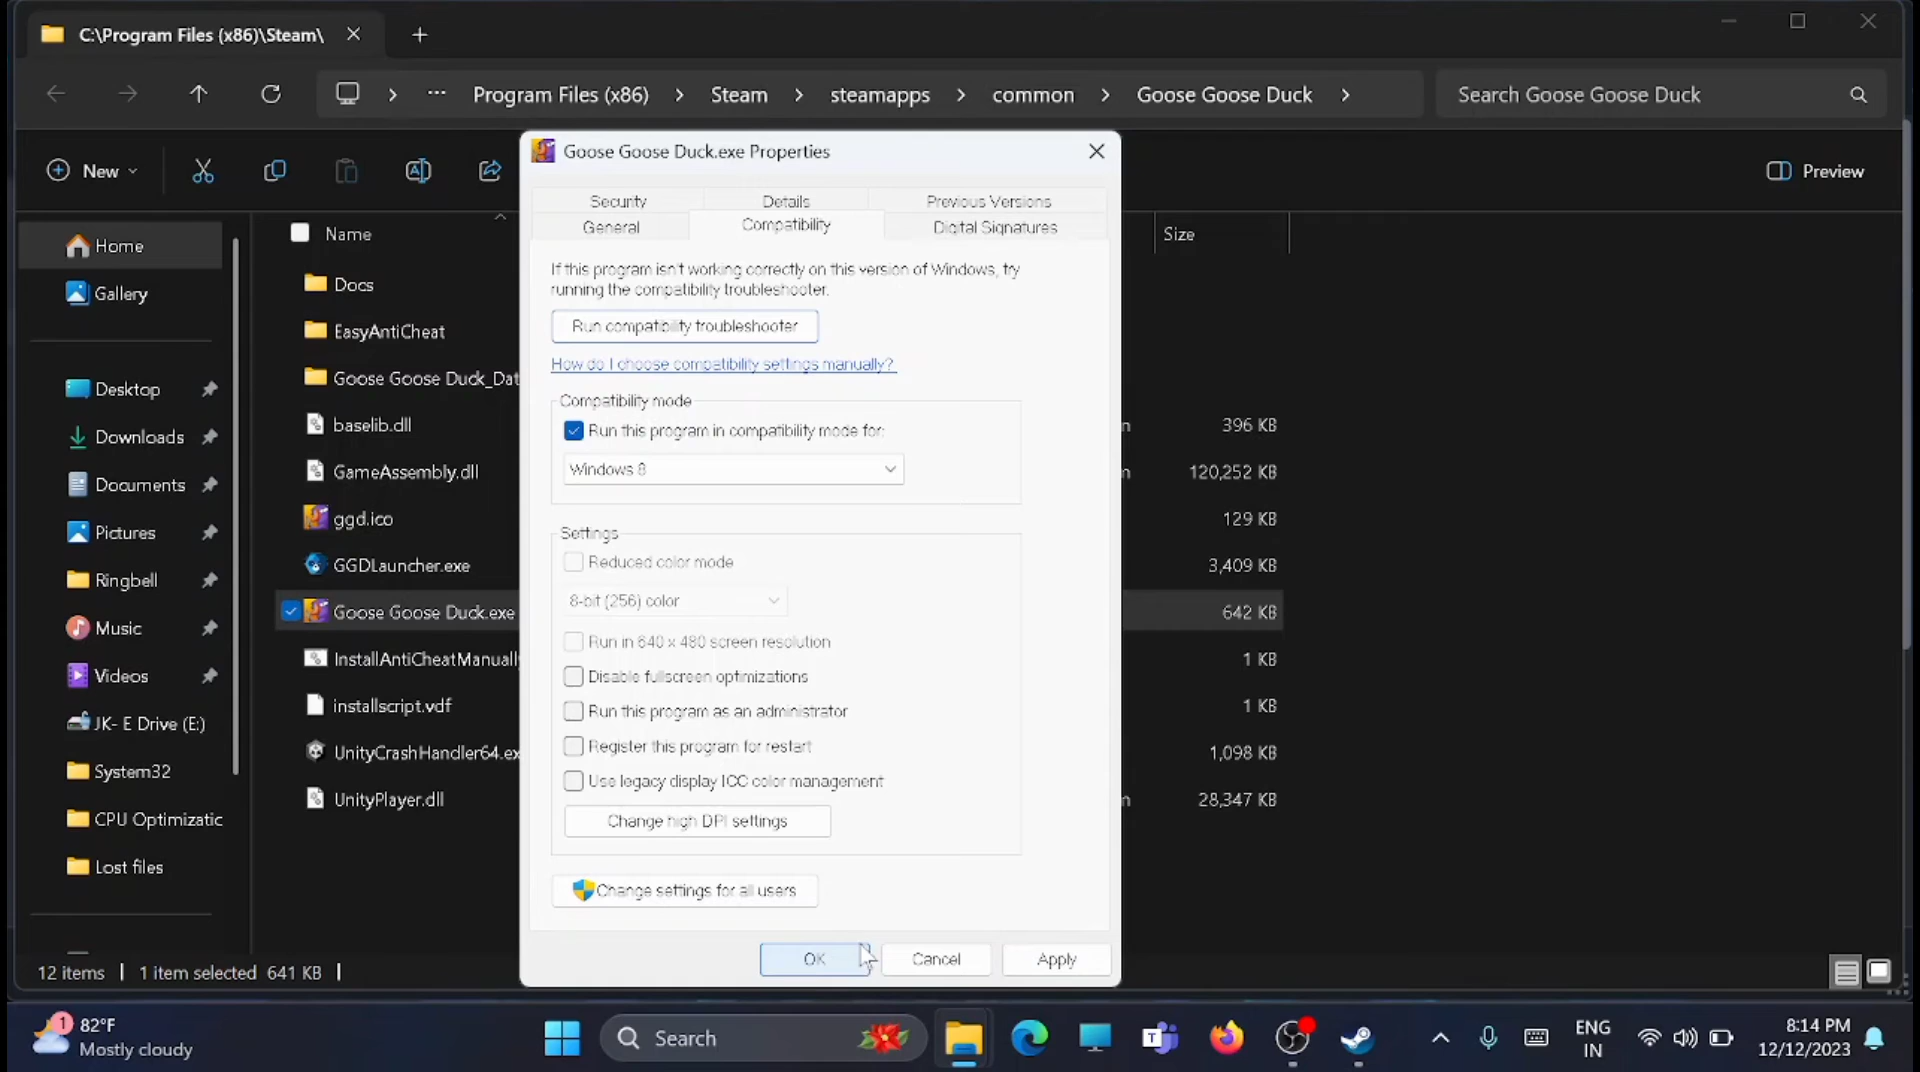 C:\Program Files (x86)\Steam\
Program Files (x86)
Steam
steamapps
common
Goose Goose Duck
Search Goose Goose Duck
New
Preview
Home
Gallery
Desktop
Downloads
Documents
Pictures
Ringbell
Music
Videos
JK- E Drive (E:)
System32
CPU Optimizatic
Lost files
Name
Size
Docs
EasyAntiCheat
Goose Goose Duck_Dat
baselib.dll
396 KB
GameAssembly.dll
120,252 KB
ggd.ico
129 KB
GGDLauncher.exe
3,409 KB
Goose Goose Duck.exe
642 KB
InstallAntiCheatManually
1 KB
installscript.vdf
1 KB
UnityCrashHandler64.ex
1,098 KB
UnityPlayer.dll
28,347 KB
Goose Goose Duck.exe Properties
Security
Details
Previous Versions
General
Compatibility
Digital Signatures
If this program isn't working correctly on this version of Windows, try
running the compatibility troubleshooter.
Run compatibility troubleshooter
How do I choose compatibility settings manually?
Compatibility mode
Run this program in compatibility mode for:
Windows 8
Settings
Reduced color mode
8-bit (256) color
Run in 640 x 480 screen resolution
Disable fullscreen optimizations
Run this program as an administrator
Register this program for restart
Use legacy display ICC color management
Change high DPI settings
Change settings for all users
OK
Cancel
Apply
12 items
1 item selected 641 KB
1
82°F
Mostly cloudy
Search
ENG
IN
8:14 PM
12/12/2023